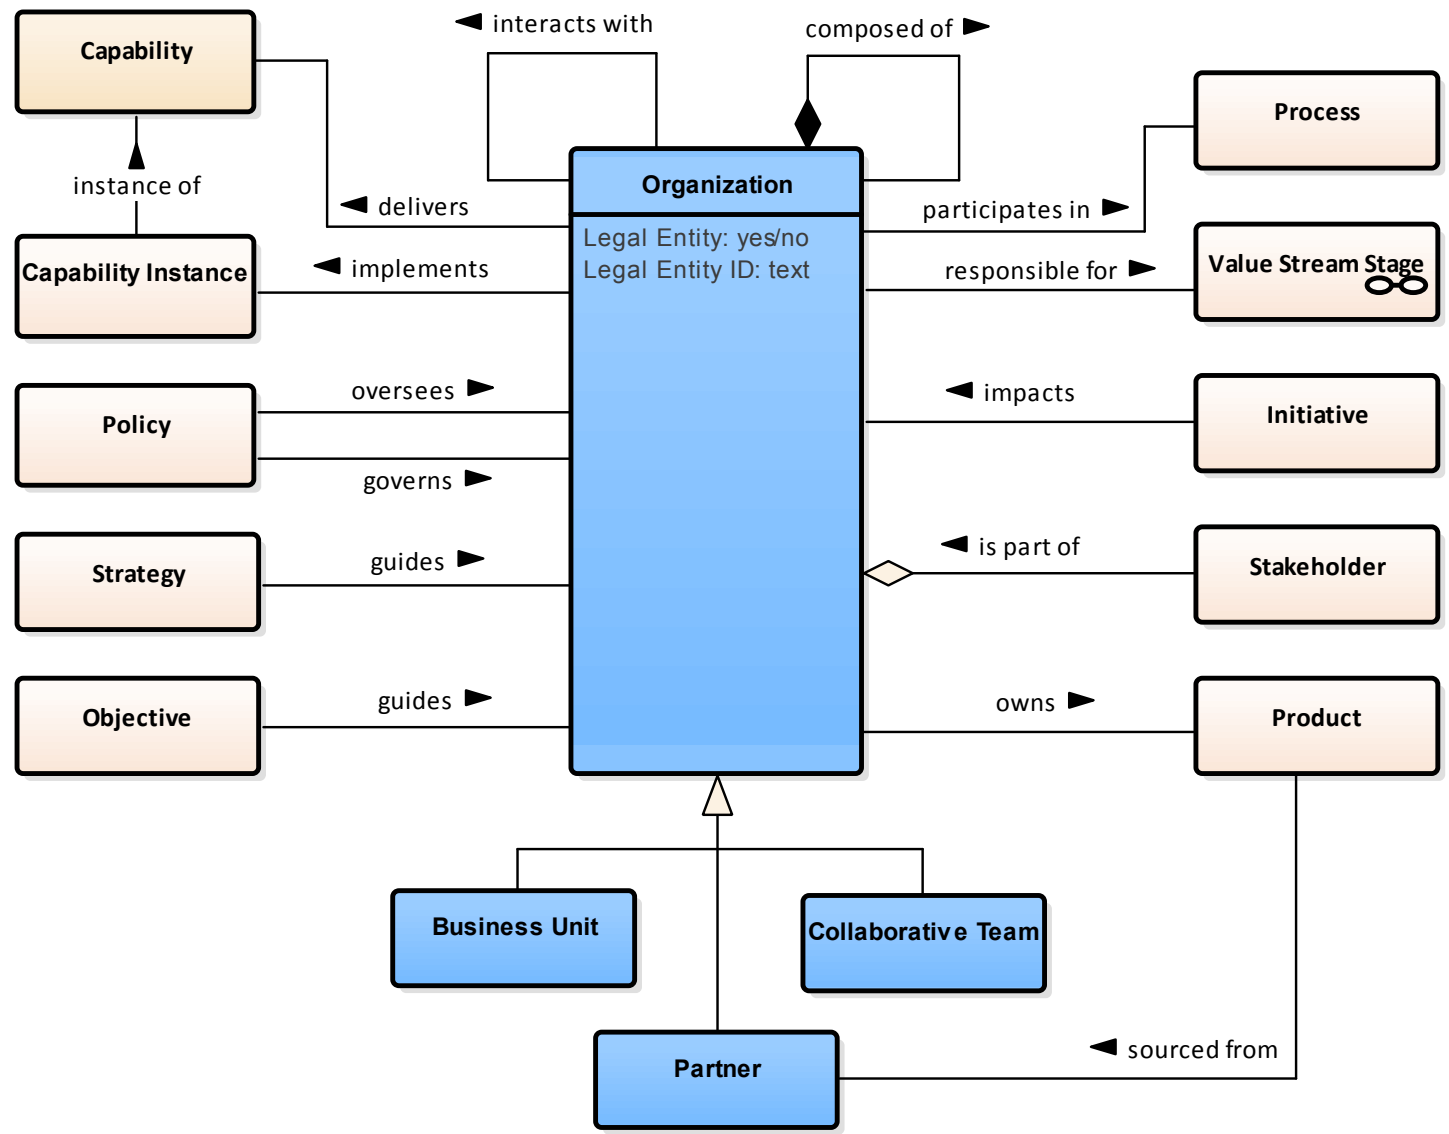 interacts with
composed of
Capability
Process
instance of
Organization
delivers
participates in
Legal Entity: yes/no
Legal Entity ID: text
Capability Instance
implements
responsible for
Value Stream Stage
Policy
oversees
governs
impacts
Initiative
Strategy
guides
is part of
Stakeholder
Objective
guides
owns
Product
Business Unit
Collaborative Team
Partner
sourced from